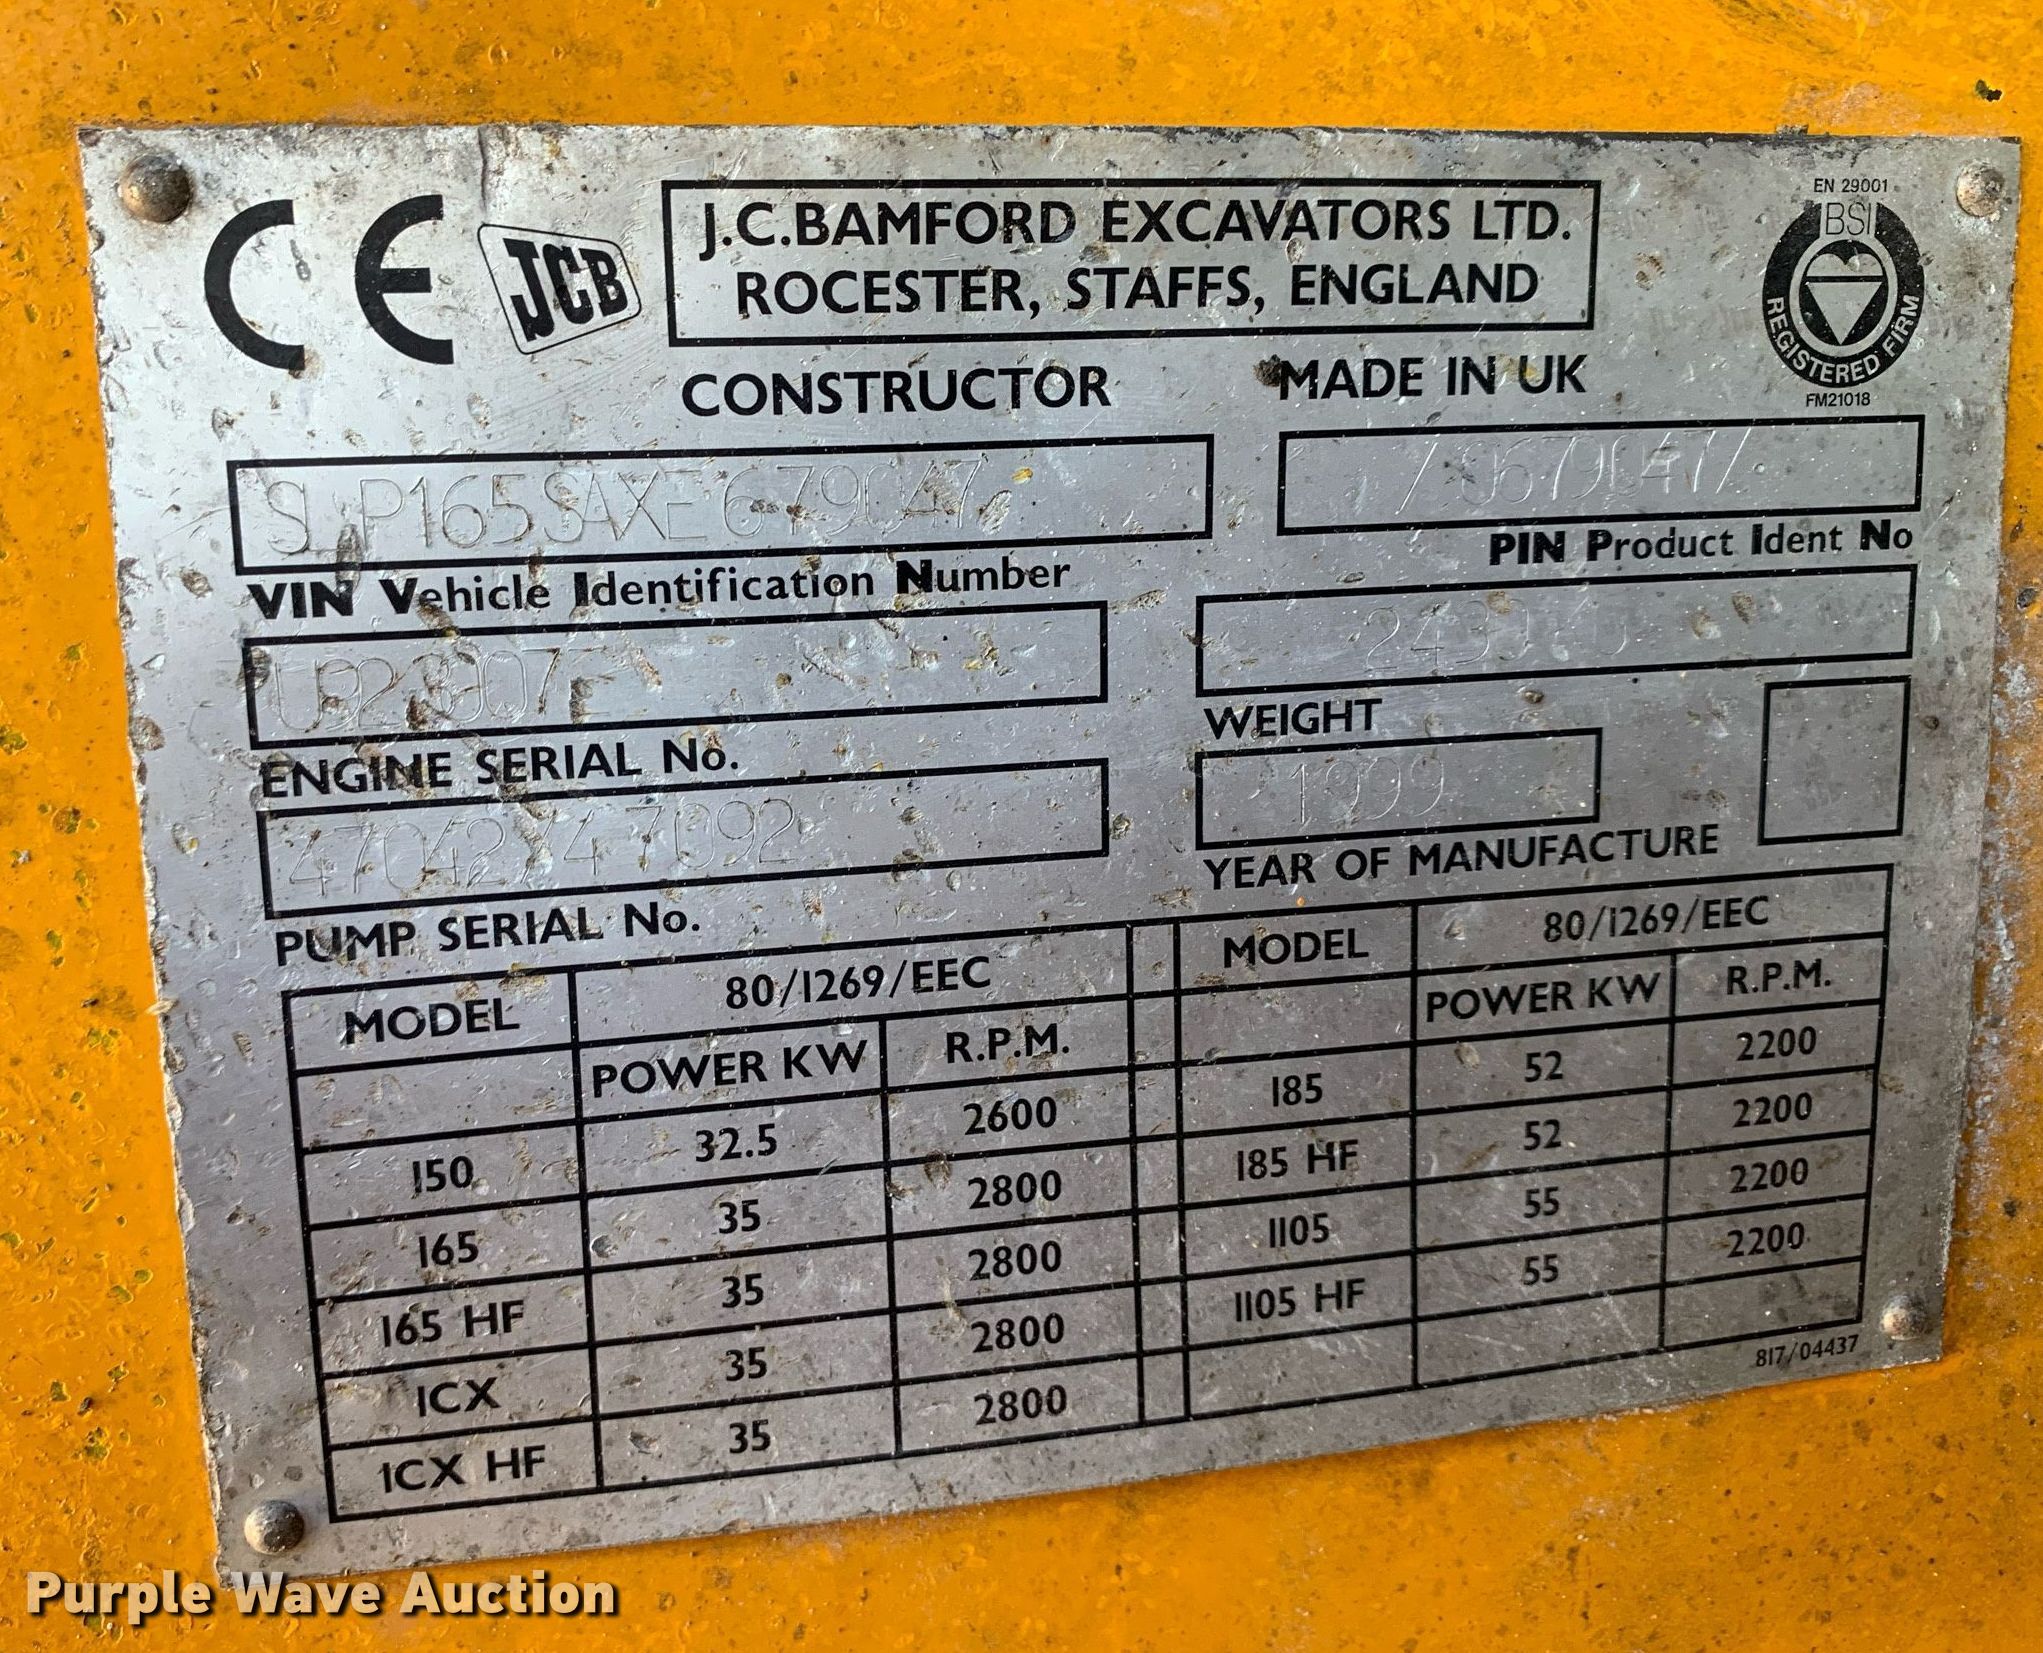 CE
JCB
J.C.BAMFORD EXCAVATORS LTD.
ROCESTER, STAFFS, ENGLAND
CONSTRUCTOR
MADE IN UK
EN 29001
BSI
REGISTERED FIRM
FM21018
SLP165SAXE679047
VIN Vehicle Identification Number
PIN Product Ident No
ENGINE SERIAL No.
WEIGHT
PUMP SERIAL No.
1999
YEAR OF MANUFACTURE
MODEL 80/1269/EEC
POWER KW R.P.M.
150 32.5 2600
165 35 2800
165 HF 35 2800
1CX 35 2800
1CX HF 35 2800
MODEL 80/1269/EEC
POWER KW R.P.M.
185 52 2200
185 HF 52 2200
1105 55 2200
1105 HF 55 2200
817/04437
Purple Wave Auction